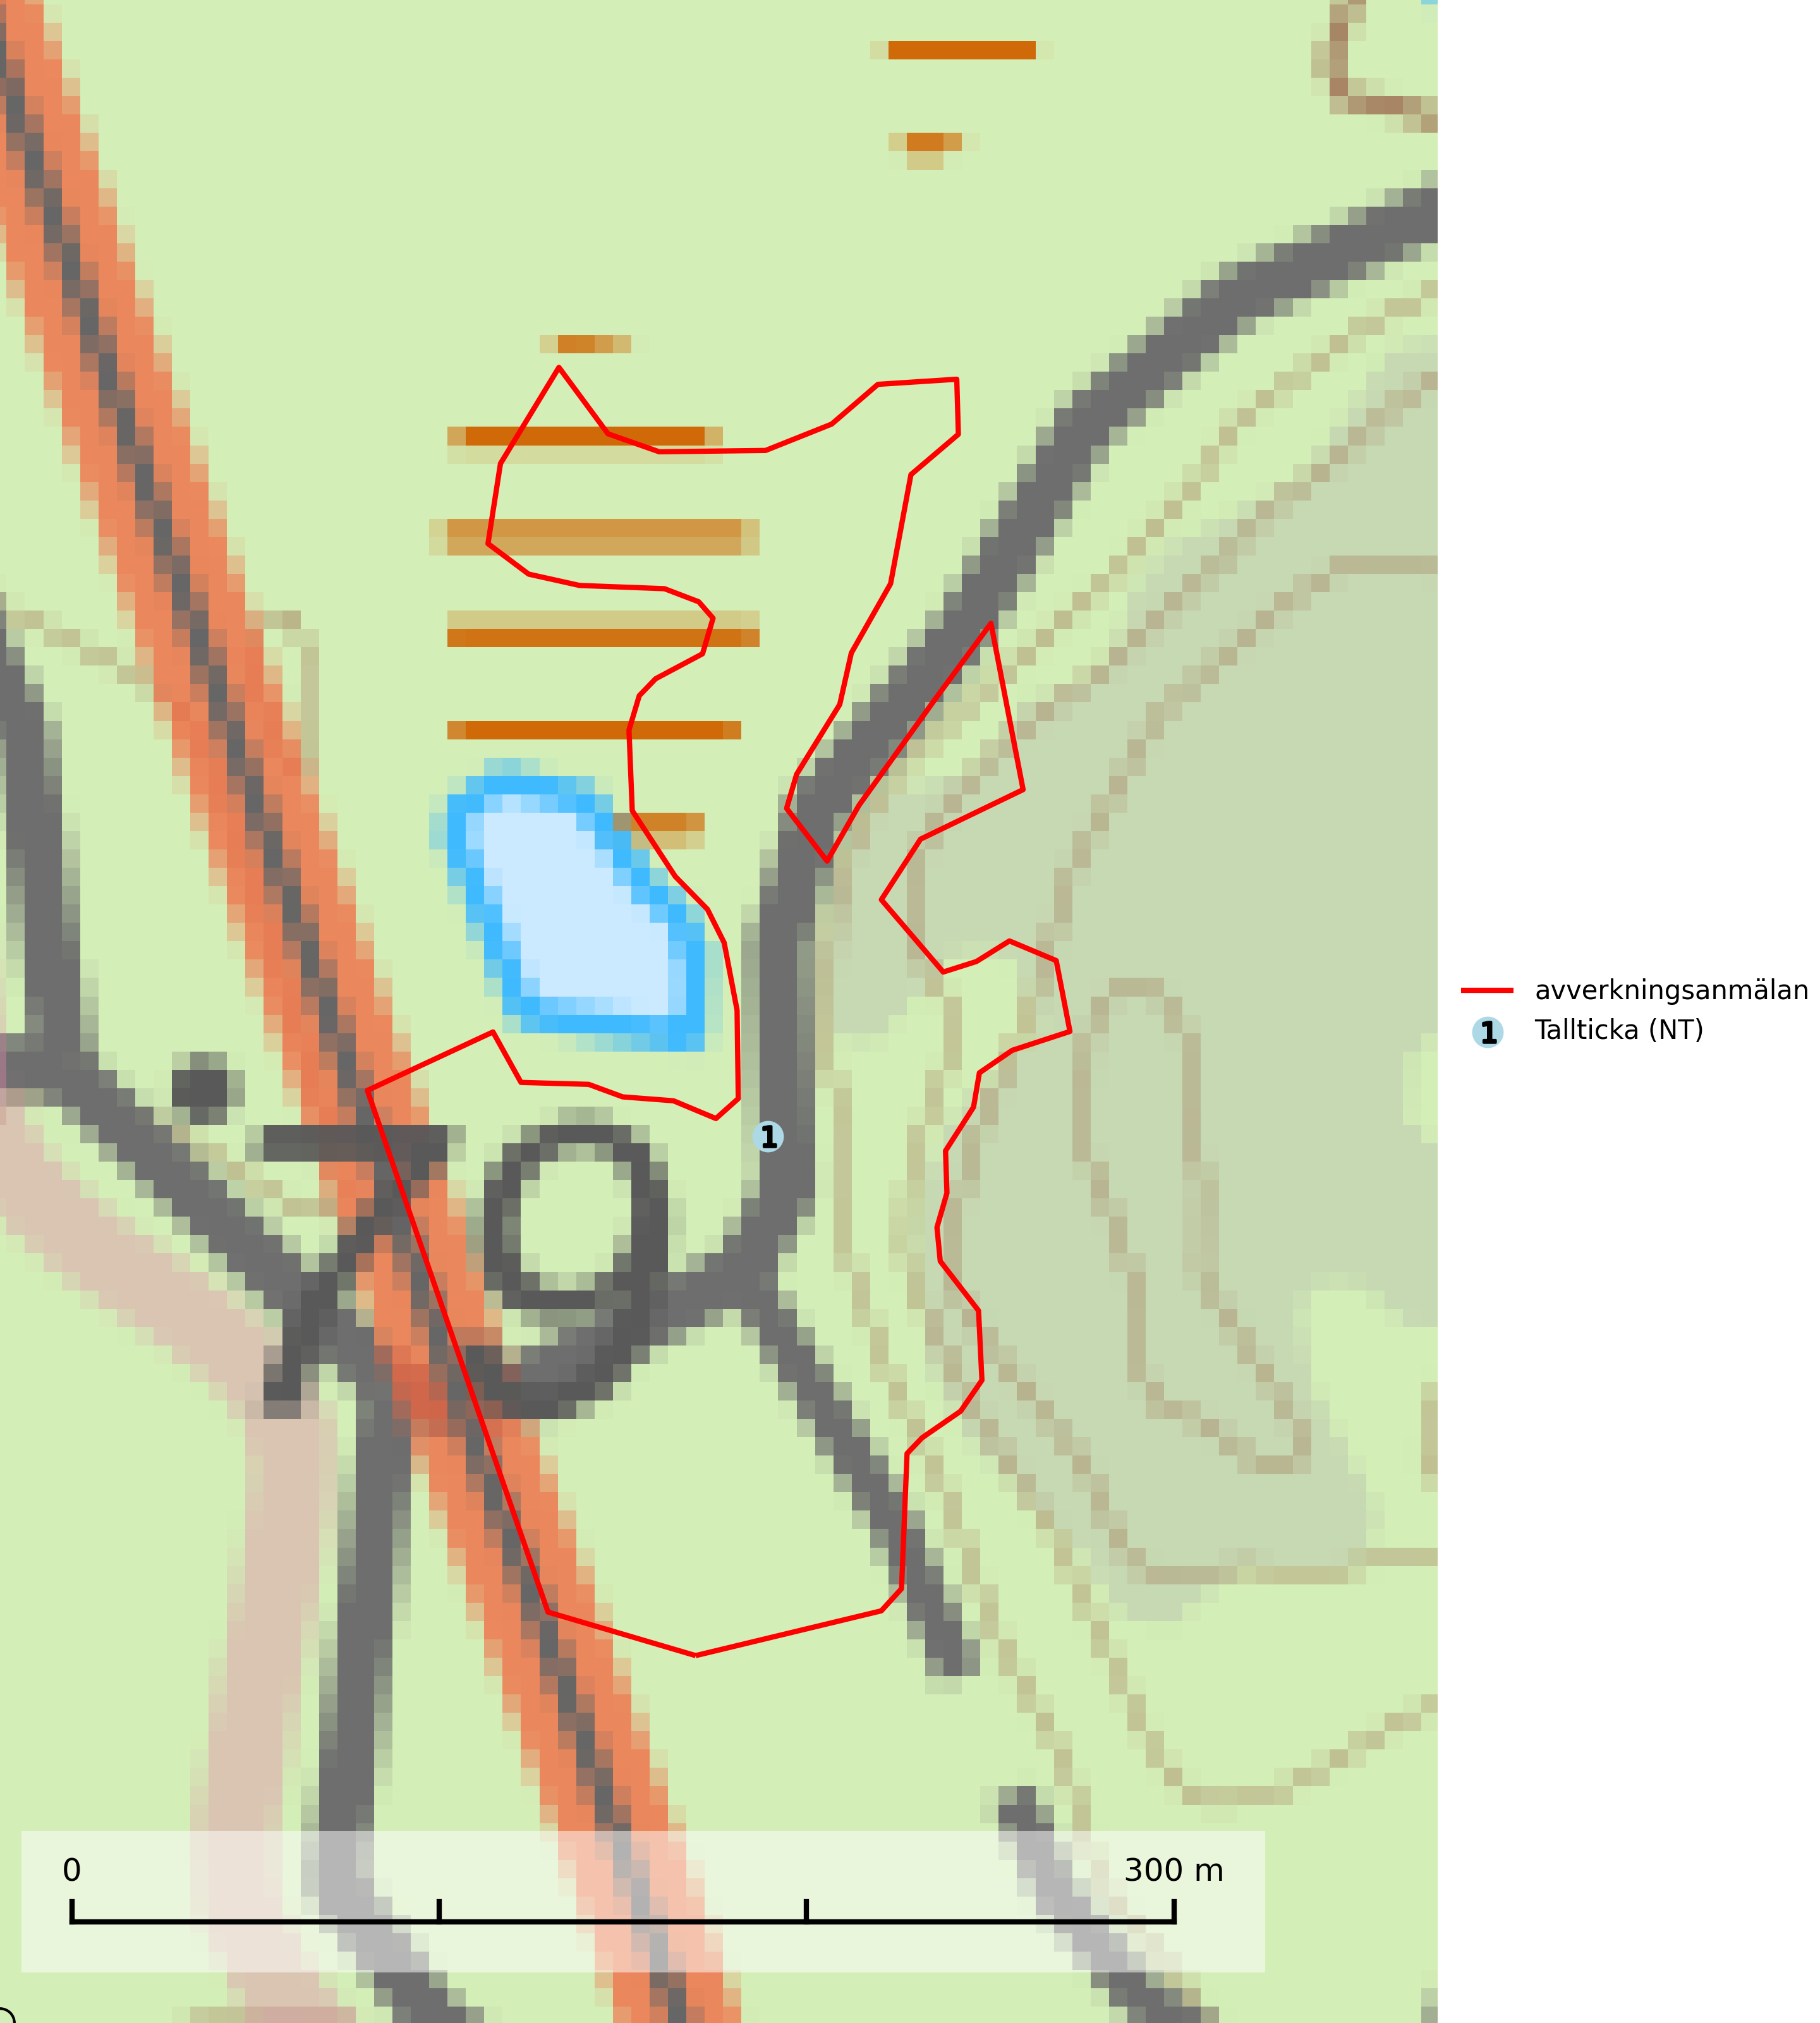 avverkningsanmälan
1 Tallticka (NT)
1
0 300 m